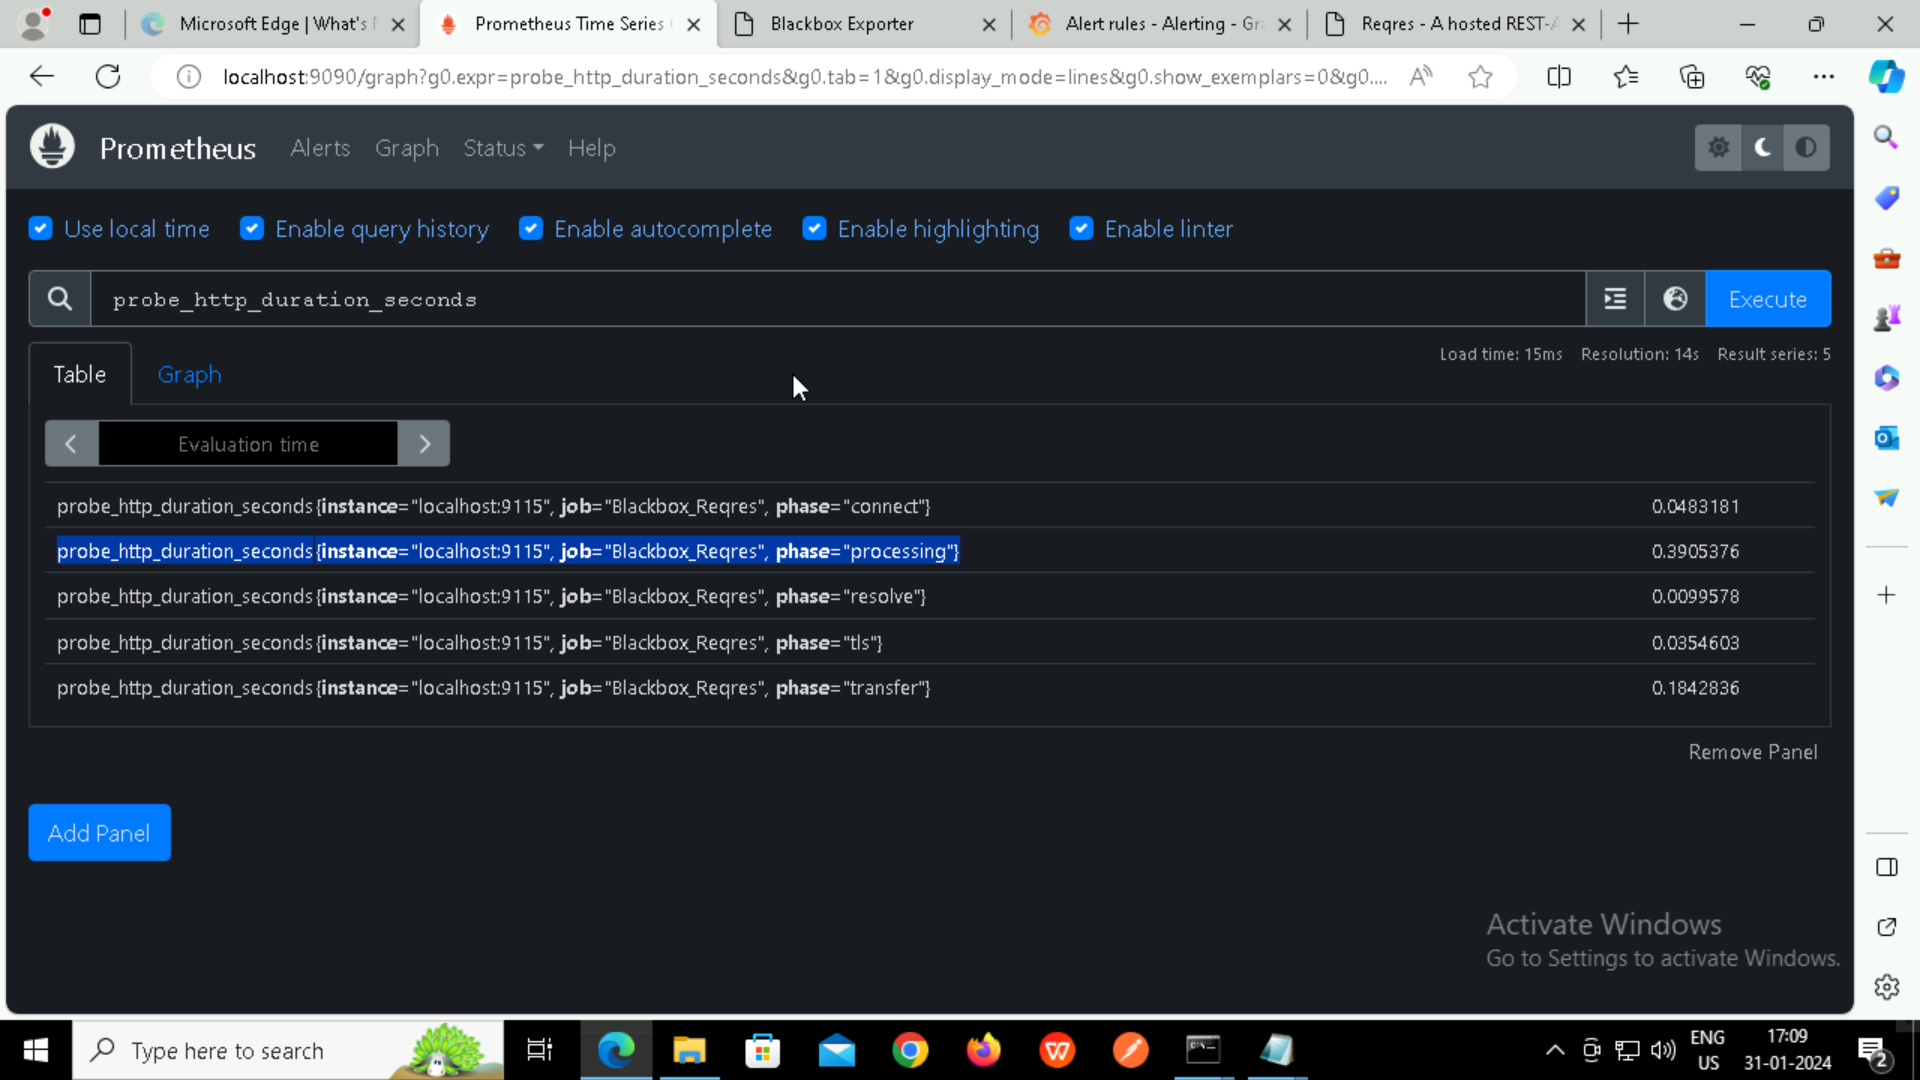 Microsoft Edge | What's N
Prometheus Time Series
Blackbox Exporter
Alert rules - Alerting - Gr
Reqres - A hosted REST-A
localhost:9090/graph?g0.expr=probe_http_duration_seconds&g0.tab=1&g0.display_mode=lines&g0.show_exemplars=0&g0....
Prometheus Alerts Graph Status Help
Use local time Enable query history Enable autocomplete Enable highlighting Enable linter
probe_http_duration_seconds Execute
Table Graph
Load time: 15ms Resolution: 14s Result series: 5
Evaluation time
probe_http_duration_seconds{instance="localhost:9115", job="Blackbox_Reqres", phase="connect"} 0.0483181
probe_http_duration_seconds{instance="localhost:9115", job="Blackbox_Reqres", phase="processing"} 0.3905376
probe_http_duration_seconds{instance="localhost:9115", job="Blackbox_Reqres", phase="resolve"} 0.0099578
probe_http_duration_seconds{instance="localhost:9115", job="Blackbox_Reqres", phase="tls"} 0.0354603
probe_http_duration_seconds{instance="localhost:9115", job="Blackbox_Reqres", phase="transfer"} 0.1842836
Remove Panel
Add Panel
Activate Windows
Go to Settings to activate Windows.
Type here to search
ENG
US
17:09
31-01-2024
2